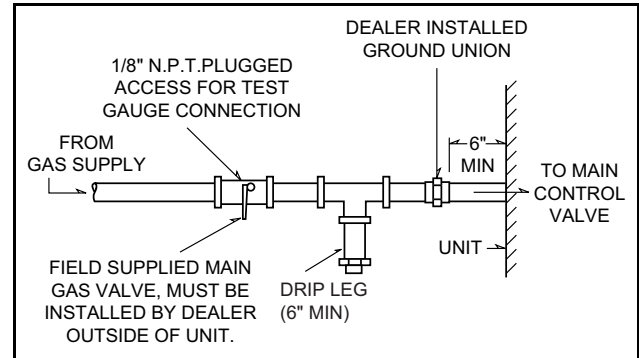 DEALER INSTALLED
GROUND UNION
1/8" N.P.T.PLUGGED
ACCESS FOR TEST
GAUGE CONNECTION
FROM
GAS SUPPLY
6"
MIN
TO MAIN
CONTROL
VALVE
UNIT
FIELD SUPPLIED MAIN
GAS VALVE, MUST BE
INSTALLED BY DEALER
OUTSIDE OF UNIT.
DRIP LEG
(6" MIN)